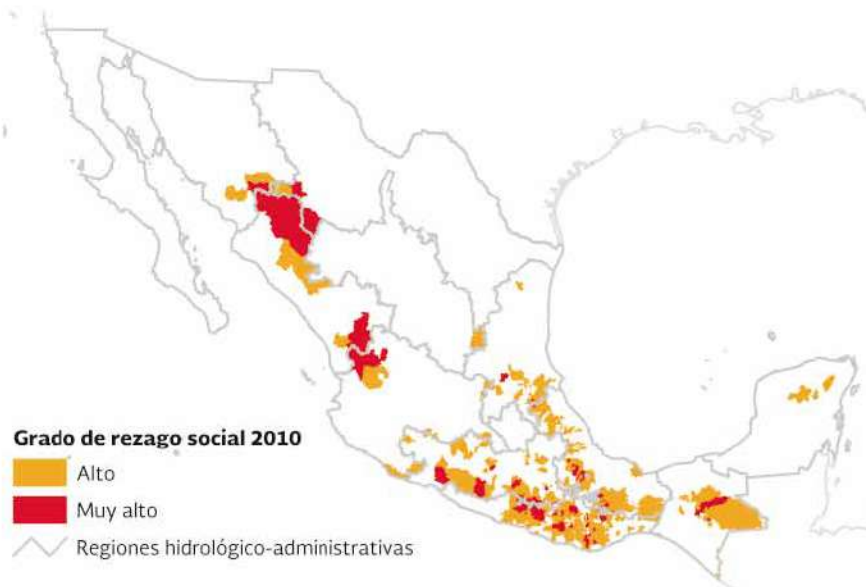 Grado de rezago social 2010
Alto
Muy alto
Regiones hidrológico-administrativas